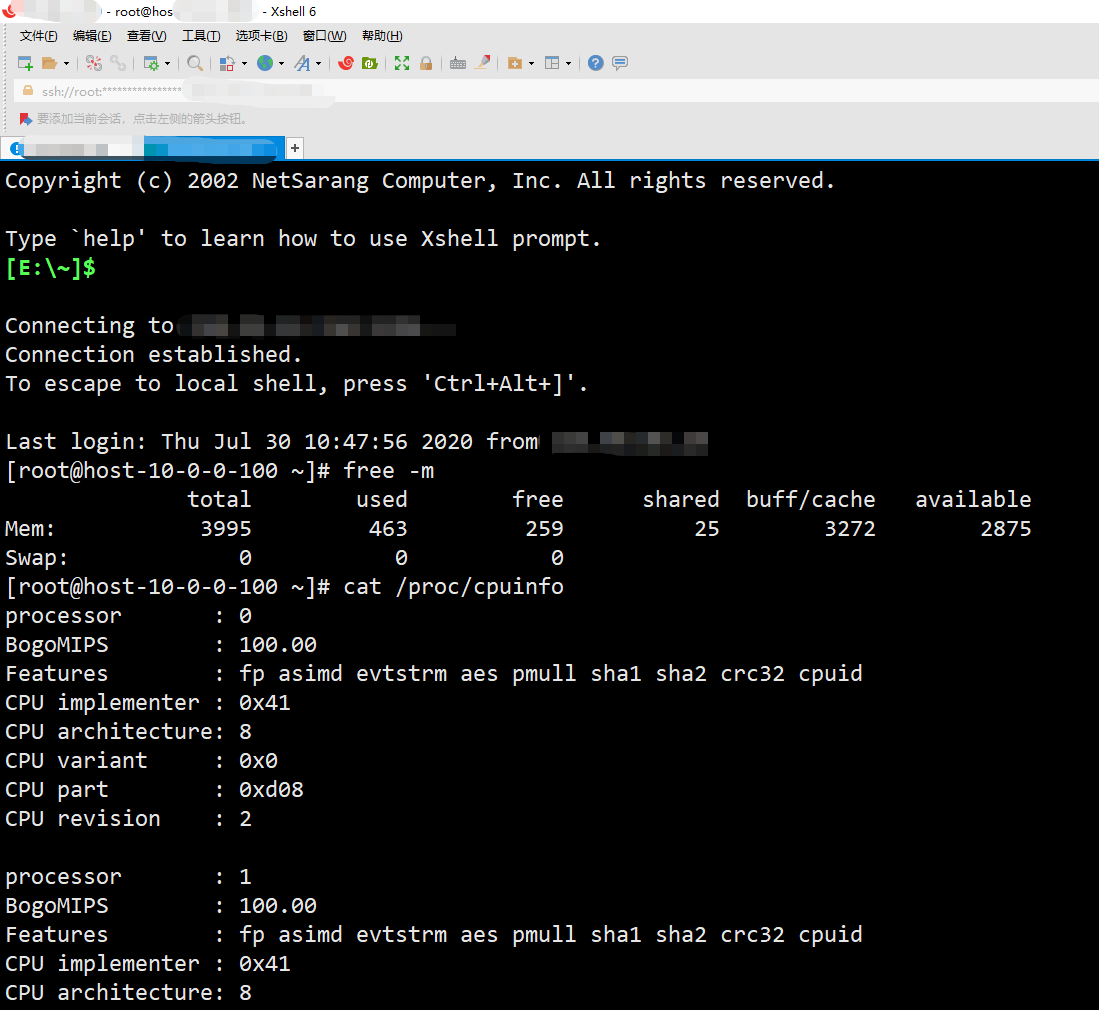 - root@hos - Xshell 6
文件(F) 编辑(E) 查看(V) 工具(T) 选项卡(B) 窗口(W) 帮助(H)
ssh://root:****************
要添加当前会话，点击左侧的箭头按钮。
+
Copyright (c) 2002 NetSarang Computer, Inc. All rights reserved.
Type `help' to learn how to use Xshell prompt.
[E:\~]$
Connecting to
Connection established.
To escape to local shell, press 'Ctrl+Alt+]'.
Last login: Thu Jul 30 10:47:56 2020 from
[root@host-10-0-0-100 ~]# free -m
total used free shared buff/cache available
Mem: 3995 463 259 25 3272 2875
Swap: 0 0 0
[root@host-10-0-0-100 ~]# cat /proc/cpuinfo
processor : 0
BogoMIPS : 100.00
Features : fp asimd evtstrm aes pmull sha1 sha2 crc32 cpuid
CPU implementer : 0x41
CPU architecture: 8
CPU variant : 0x0
CPU part : 0xd08
CPU revision : 2
processor : 1
BogoMIPS : 100.00
Features : fp asimd evtstrm aes pmull sha1 sha2 crc32 cpuid
CPU implementer : 0x41
CPU architecture: 8